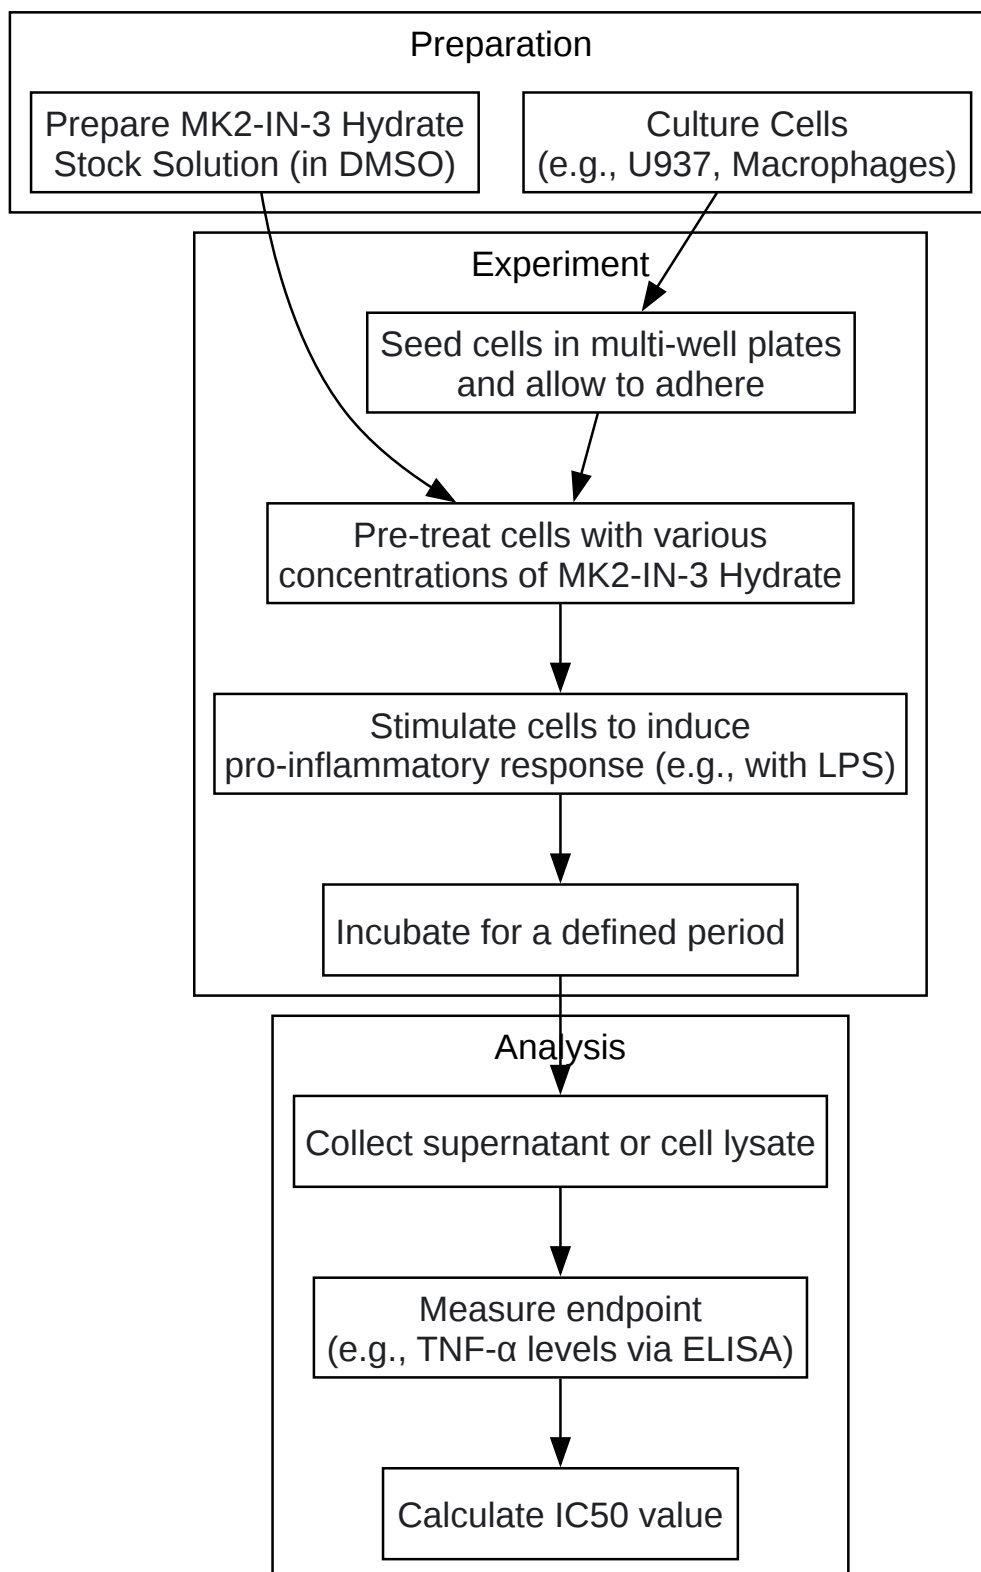 Preparation
Prepare MK2-IN-3 Hydrate
Stock Solution (in DMSO)
Culture Cells
(e.g., U937, Macrophages)
Experiment
Seed cells in multi-well plates
and allow to adhere
Pre-treat cells with various
concentrations of MK2-IN-3 Hydrate
Stimulate cells to induce
pro-inflammatory response (e.g., with LPS)
Incubate for a defined period
Analysis
Collect supernatant or cell lysate
Measure endpoint
(e.g., TNF-α levels via ELISA)
Calculate IC50 value